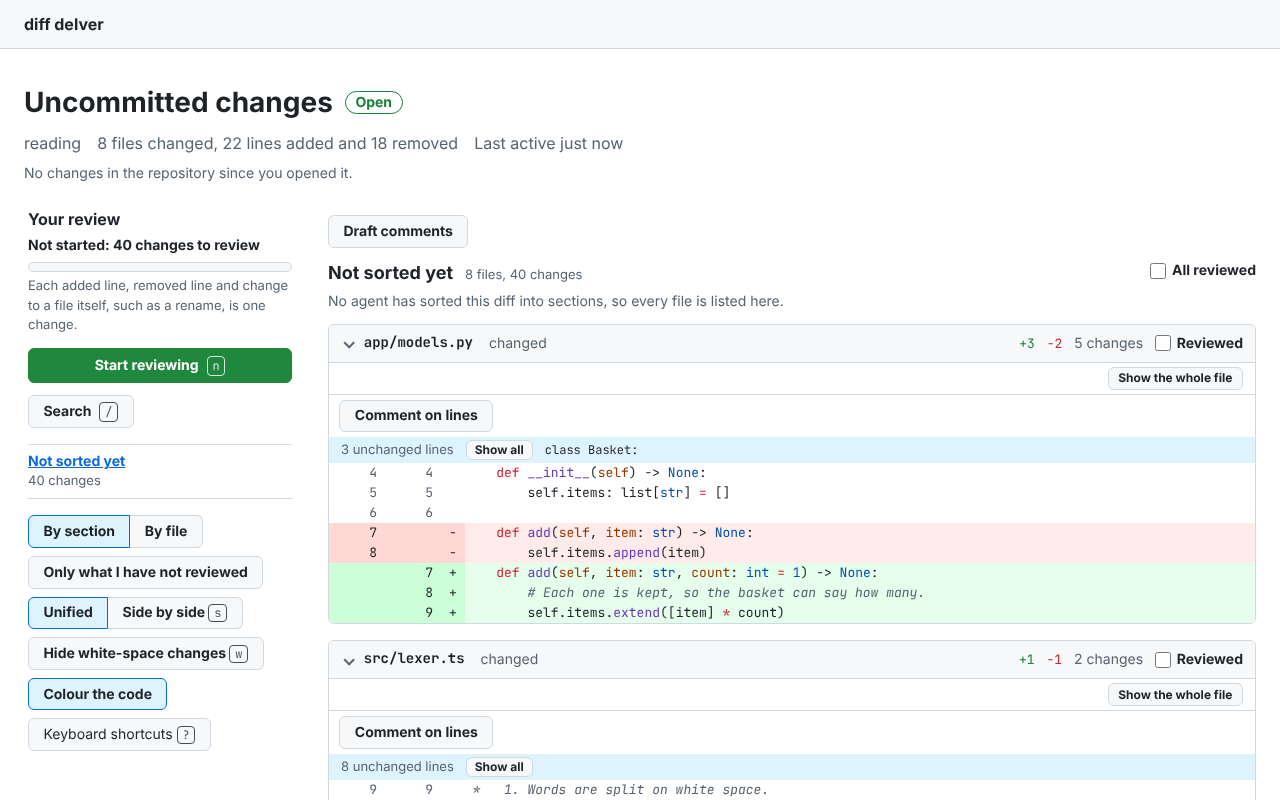 diff delver
Uncommitted changes Open
reading 8 files changed, 22 lines added and 18 removed Last active just now
No changes in the repository since you opened it.
Your review
Not started: 40 changes to review
Each added line, removed line and change
to a file itself, such as a rename, is one
change.
Start reviewing n
Search /
Not sorted yet
40 changes
By section By file
Only what I have not reviewed
Unified Side by side s
Hide white-space changes w
Colour the code
Keyboard shortcuts ?
Draft comments
Not sorted yet 8 files, 40 changes All reviewed
No agent has sorted this diff into sections, so every file is listed here.
app/models.py changed +3 -2 5 changes Reviewed
Show the whole file
Comment on lines
3 unchanged lines Show all class Basket:
4 4 def __init__(self) -> None:
5 5 self.items: list[str] = []
6 6
7 - def add(self, item: str) -> None:
8 - self.items.append(item)
7 + def add(self, item: str, count: int = 1) -> None:
8 + # Each one is kept, so the basket can say how many.
9 + self.items.extend([item] * count)
src/lexer.ts changed +1 -1 2 changes Reviewed
Show the whole file
Comment on lines
8 unchanged lines Show all
9 9 * 1. Words are split on white space.